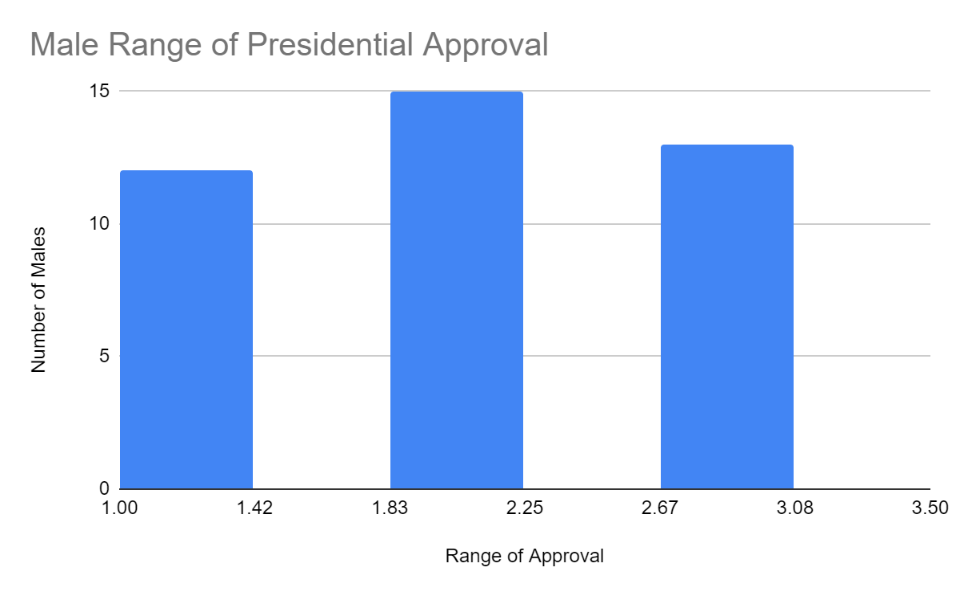 Male Range of Presidential Approval
15
10
5
0
Number of Males
1.00 1.42 1.83 2.25 2.67 3.08 3.50
Range of Approval